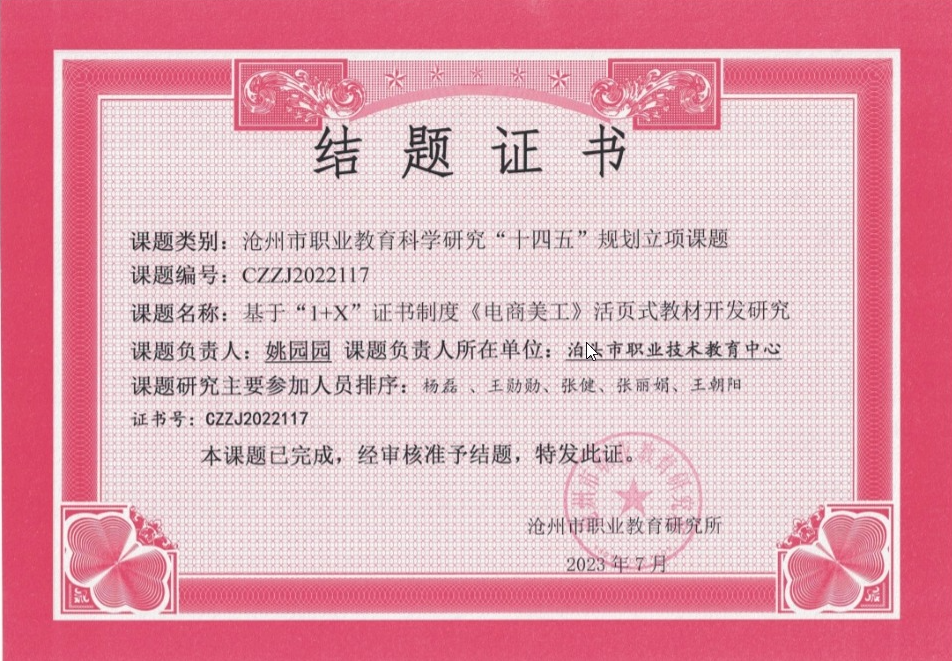 结题证书
课题类别：沧州市职业教育科学研究“十四五”规划立项课题
课题编号：CZZJ2022117
课题名称：基于“1+X”证书制度《电商美工》活页式教材开发研究
课题负责人：姚园园 课题负责人所在单位：泊头市职业技术教育中心
课题研究主要参加人员排序：杨磊 、王勋勋、张健、张丽娟、王朝阳
证书号：CZZJ2022117
本课题已完成，经审核准予结题，特发此证。
沧州市职业教育研究所
2023 年 7 月